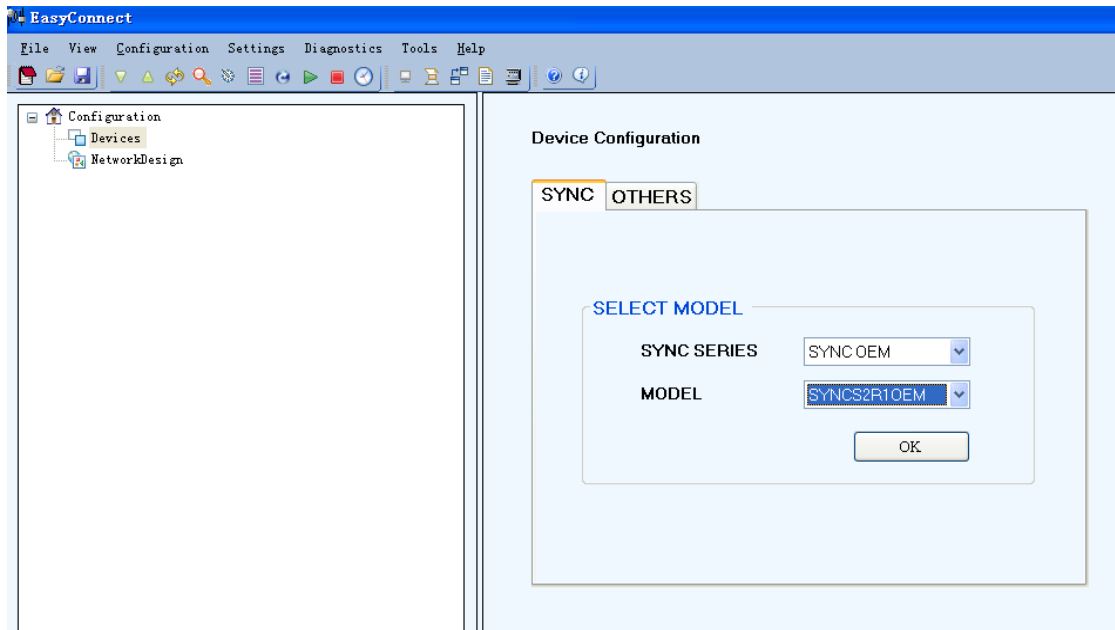 EasyConnect
File View Configuration Settings Diagnostics Tools Help
Configuration
Devices
NetworkDesign
Device Configuration
SYNC OTHERS
SELECT MODEL
SYNC SERIES SYNC OEM
MODEL SYNCS2R1OEM
OK